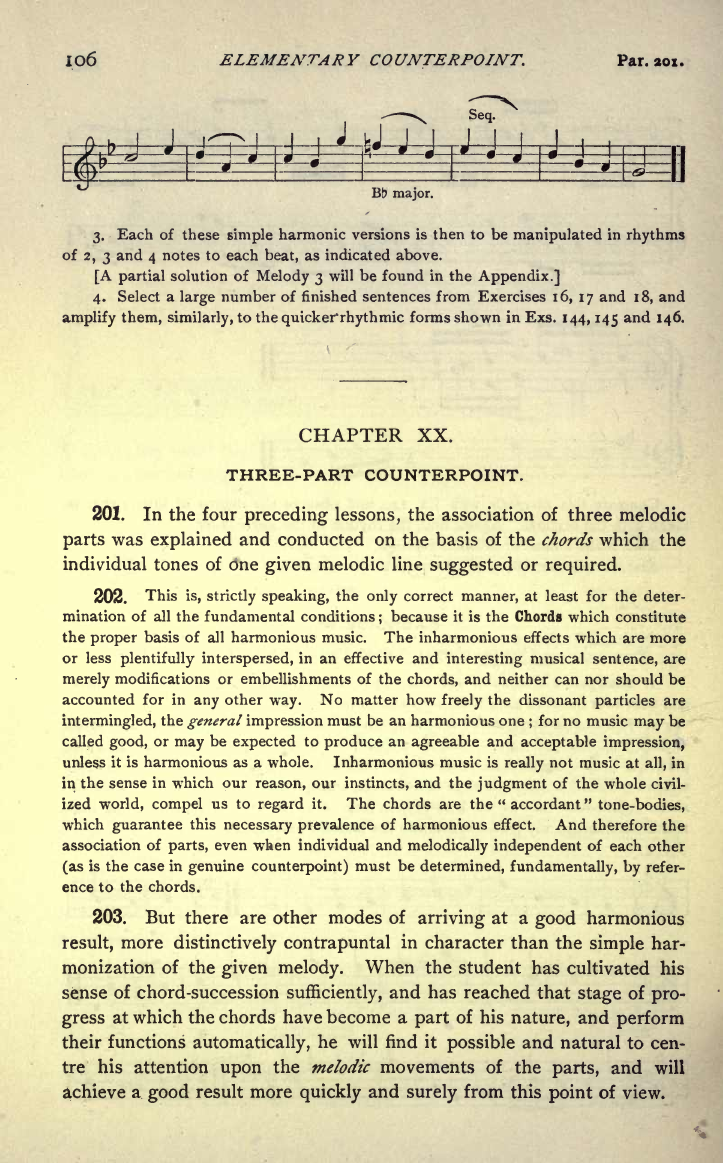 106 ELEMENTARY COUNTERPOINT. Par. 201.
Seq.
B♭ major.
3. Each of these simple harmonic versions is then to be manipulated in rhythms
of 2, 3 and 4 notes to each beat, as indicated above.
[A partial solution of Melody 3 will be found in the Appendix.]
4. Select a large number of finished sentences from Exercises 16, 17 and 18, and
amplify them, similarly, to the quicker rhythmic forms shown in Exs. 144, 145 and 146.
CHAPTER XX.
THREE-PART COUNTERPOINT.
201. In the four preceding lessons, the association of three melodic
parts was explained and conducted on the basis of the chords which the
individual tones of one given melodic line suggested or required.
202. This is, strictly speaking, the only correct manner, at least for the deter-
mination of all the fundamental conditions; because it is the Chords which constitute
the proper basis of all harmonious music. The inharmonious effects which are more
or less plentifully interspersed, in an effective and interesting musical sentence, are
merely modifications or embellishments of the chords, and neither can nor should be
accounted for in any other way. No matter how freely the dissonant particles are
intermingled, the general impression must be an harmonious one; for no music may be
called good, or may be expected to produce an agreeable and acceptable impression,
unless it is harmonious as a whole. Inharmonious music is really not music at all, in
in the sense in which our reason, our instincts, and the judgment of the whole civil-
ized world, compel us to regard it. The chords are the "accordant" tone-bodies,
which guarantee this necessary prevalence of harmonious effect. And therefore the
association of parts, even when individual and melodically independent of each other
(as is the case in genuine counterpoint) must be determined, fundamentally, by refer-
ence to the chords.
203. But there are other modes of arriving at a good harmonious
result, more distinctively contrapuntal in character than the simple har-
monization of the given melody. When the student has cultivated his
sense of chord-succession sufficiently, and has reached that stage of pro-
gress at which the chords have become a part of his nature, and perform
their functions automatically, he will find it possible and natural to cen-
tre his attention upon the melodic movements of the parts, and will
achieve a good result more quickly and surely from this point of view.